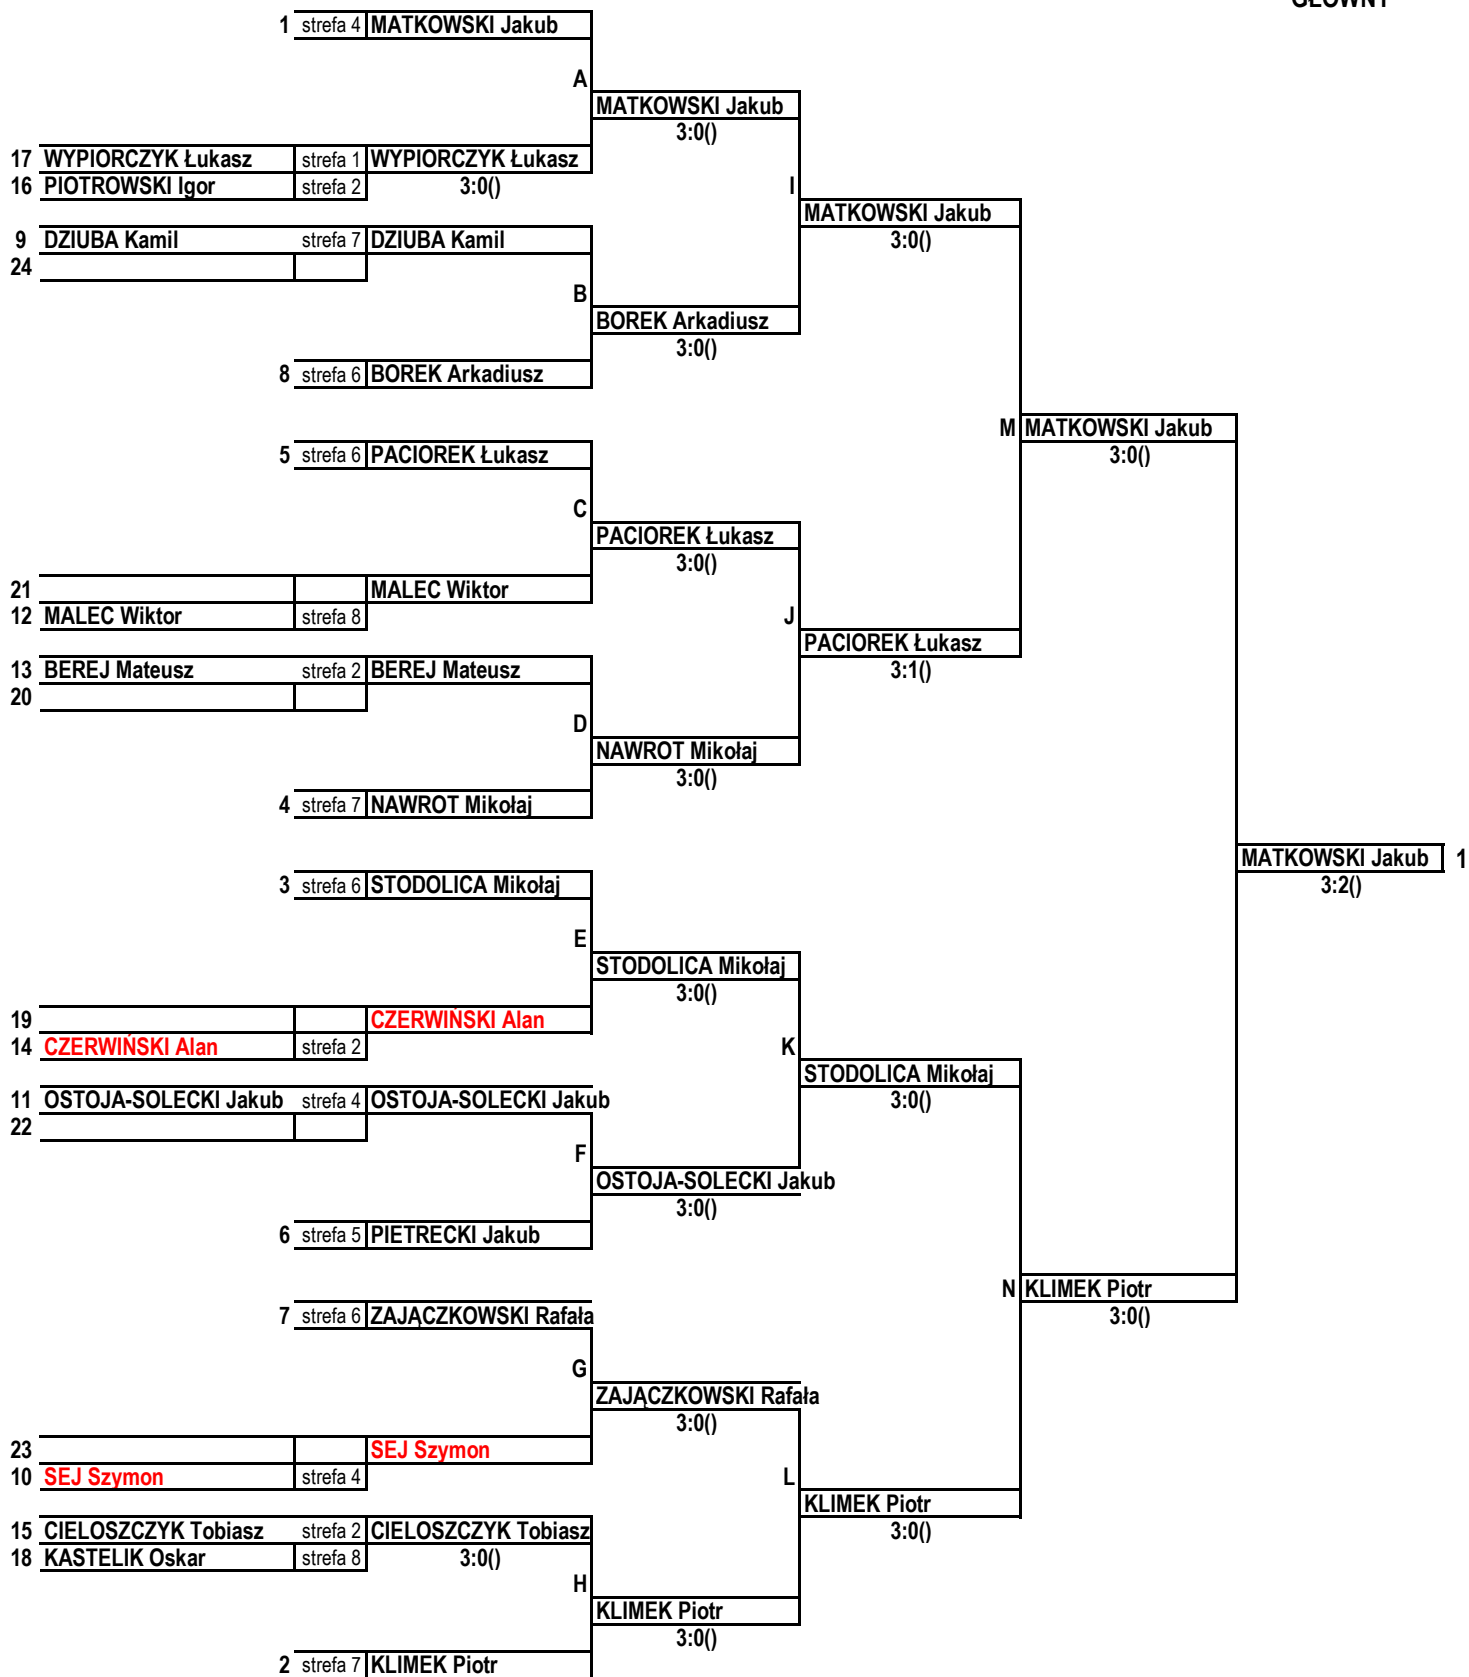 GŁÓWNY
1 strefa 4 MATKOWSKI Jakub
A
MATKOWSKI Jakub
3:0()
17 WYPIORCZYK Łukasz strefa 1 WYPIORCZYK Łukasz
16 PIOTROWSKI Igor strefa 2 3:0() I
MATKOWSKI Jakub
9 DZIUBA Kamil strefa 7 DZIUBA Kamil 3:0()
24
B
BOREK Arkadiusz
3:0()
8 strefa 6 BOREK Arkadiusz
M MATKOWSKI Jakub
5 strefa 6 PACIOREK Łukasz 3:0()
C
PACIOREK Łukasz
3:0()
21 MALEC Wiktor
12 MALEC Wiktor strefa 8 J
PACIOREK Łukasz
13 BEREJ Mateusz strefa 2 BEREJ Mateusz 3:1()
20
D
NAWROT Mikołaj
3:0()
4 strefa 7 NAWROT Mikołaj
MATKOWSKI Jakub 1
3 strefa 6 STODOLICA Mikołaj 3:2()
E
STODOLICA Mikołaj
3:0()
19 CZERWIŃSKI Alan
14 CZERWIŃSKI Alan strefa 2 K
STODOLICA Mikołaj
11 OSTOJA-SOLECKI Jakub strefa 4 OSTOJA-SOLECKI Jakub 3:0()
22
F
OSTOJA-SOLECKI Jakub
3:0()
6 strefa 5 PIETRECKI Jakub
N KLIMEK Piotr
7 strefa 6 ZAJĄCZKOWSKI Rafała 3:0()
G
ZAJĄCZKOWSKI Rafała
3:0()
23 SEJ Szymon
10 SEJ Szymon strefa 4 L
KLIMEK Piotr
15 CIELOSZCZYK Tobiasz strefa 2 CIELOSZCZYK Tobiasz 3:0()
18 KASTELIK Oskar strefa 8 3:0()
H
KLIMEK Piotr
3:0()
2 strefa 7 KLIMEK Piotr